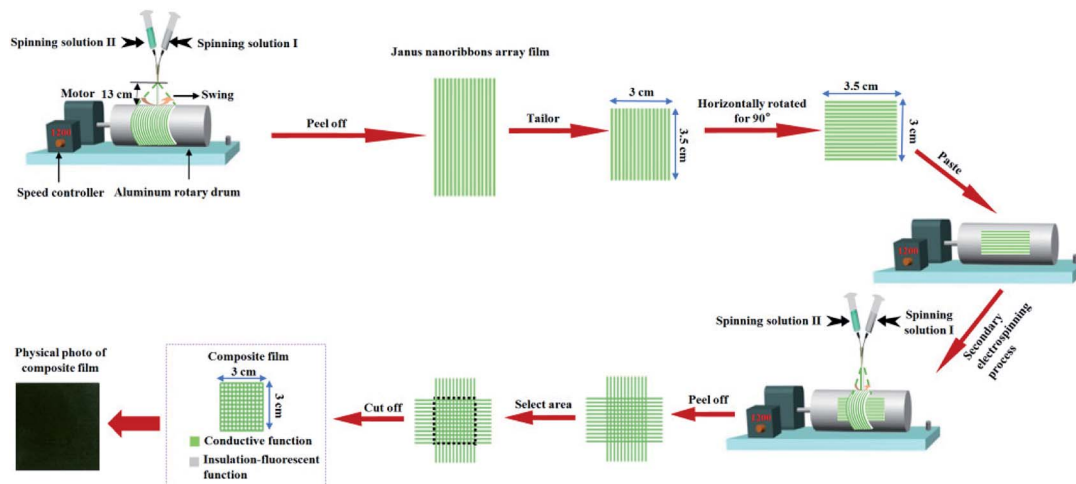 Spinning solution II
Spinning solution I
Motor
13 cm
Swing
1200
Speed controller
Aluminum rotary drum
Peel off
Janus nanoribbons array film
Tailor
3 cm
3.5 cm
Horizontally rotated
for 90°
3.5 cm
3 cm
Paste
1200
Secondary
electrospinning
process
Spinning solution II
Spinning
solution I
1200
Peel off
Select area
Cut off
Composite film
3 cm
3 cm
Conductive function
Insulation-fluorescent
function
Physical photo of
composite film